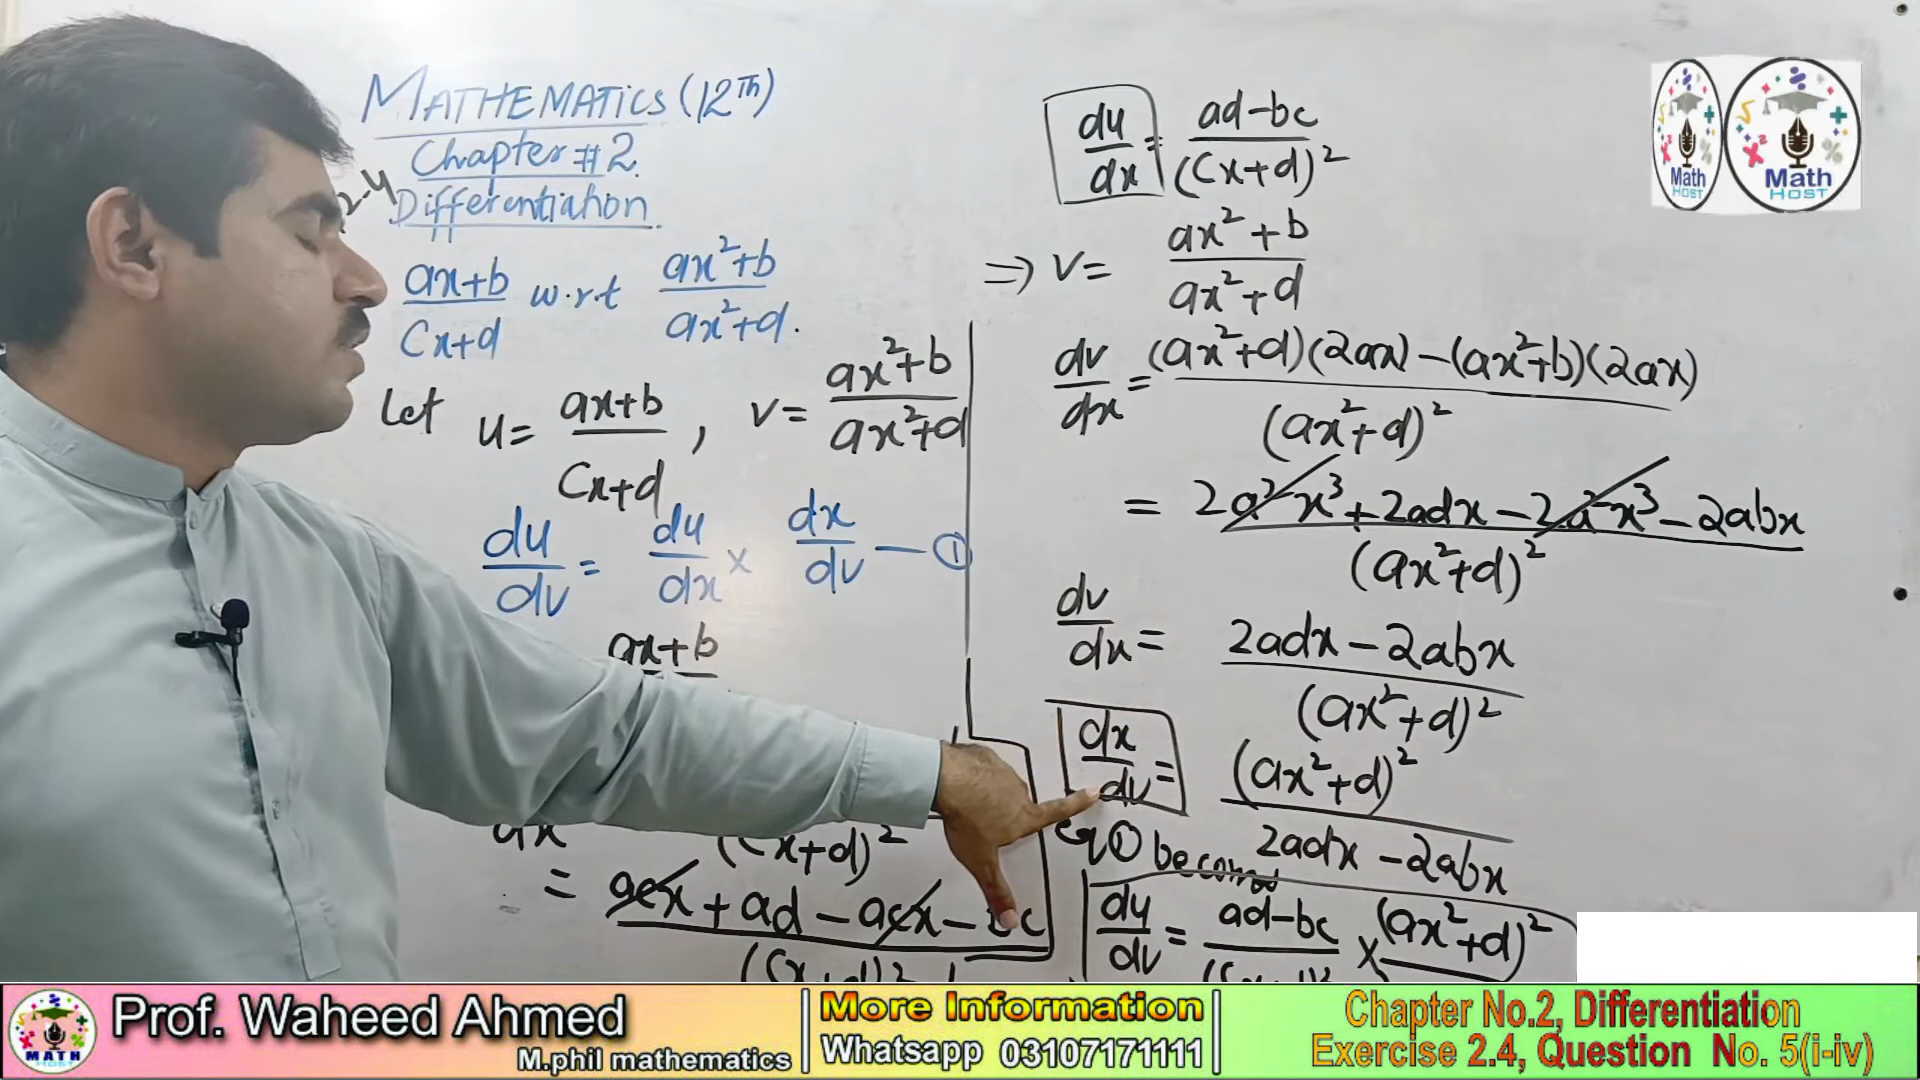 MATHEMATICS (12Th)
Chapter #2
2-4
Differentiation
ax+b/Cx+d w.r.t ax²+b/ax²+d.
Let u= ax+b/Cx+d , v= ax²+b/ax²+d
du/dv = du/dx × dx/dv — ①
ax+b
dx
(Cx+d)²
= acx + ad - acx - bc
du/dx = ad-bc/(Cx+d)²
⇒ v= ax²+b/ax²+d
dv/dx = (ax²+d)(2ax) - (ax²+b)(2ax)/(ax²+d)²
= 2a²x³ + 2adx - 2a²x³ - 2abx/(ax²+d)²
dv/dx = 2adx - 2abx/(ax²+d)²
dx/dv = (ax²+d)²/2adx - 2abx
eq ① becomes
du/dv = ad-bc × (ax²+d)²
Math
HOST
Math
HOST
MATH
HOST
Prof. Waheed Ahmed
M.phil mathematics
More Information
Whatsapp 03107171111
Chapter No.2, Differentiation
Exercise 2.4, Question No. 5(i-iv)